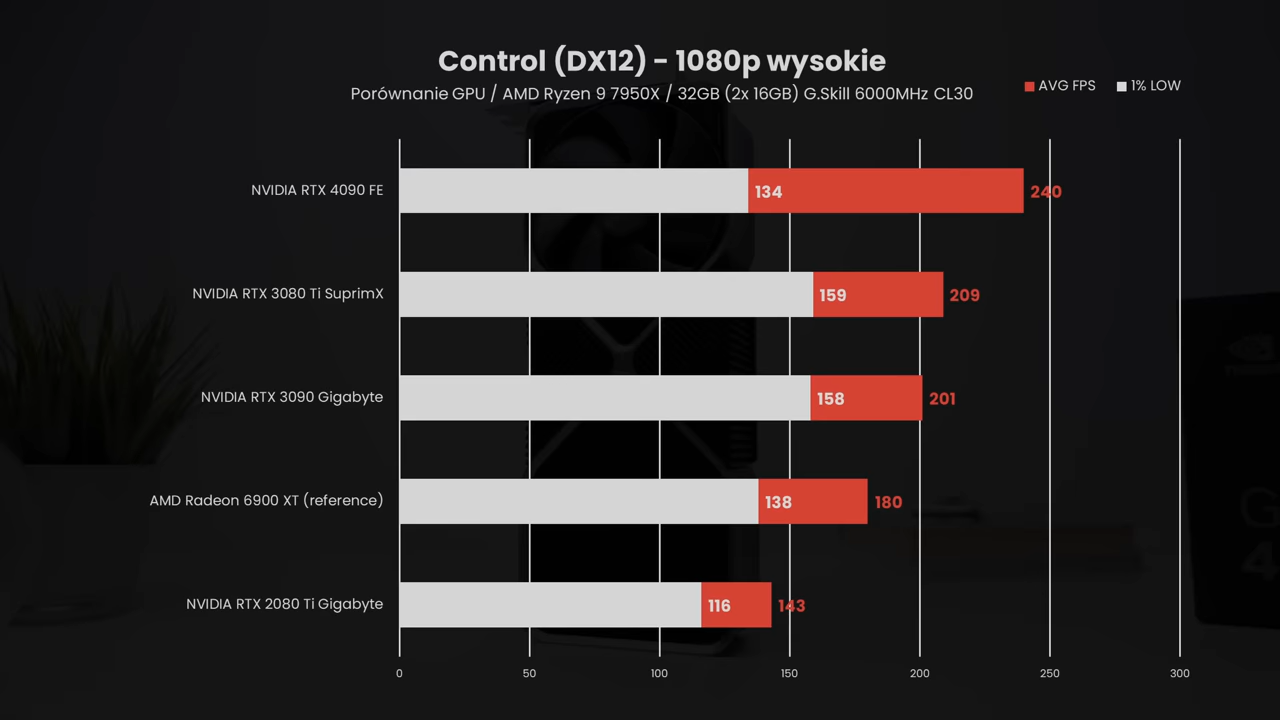 Control (DX12) - 1080p wysokie
Porównanie GPU / AMD Ryzen 9 7950X / 32GB (2x 16GB) G.Skill 6000MHz CL30
AVG FPS 1% LOW
NVIDIA RTX 4090 FE 134 240
NVIDIA RTX 3080 Ti SuprimX 159 209
NVIDIA RTX 3090 Gigabyte 158 201
AMD Radeon 6900 XT (reference) 138 180
NVIDIA RTX 2080 Ti Gigabyte 116 143
0 50 100 150 200 250 300